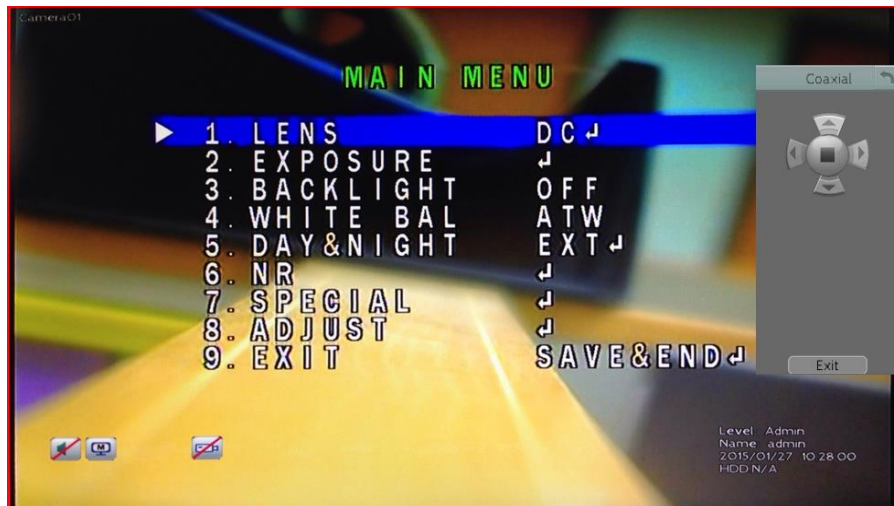 Camera01
MAIN MENU
Coaxial
1. LENS DC↵
2. EXPOSURE ↵
3. BACKLIGHT OFF
4. WHITE BAL ATW
5. DAY&NIGHT EXT↵
6. NR ↵
7. SPECIAL ↵
8. ADJUST ↵
9. EXIT SAVE&END↵
Exit
M
Level: Admin
Name: admin
2015/01/27 10:28:00
HDD N/A